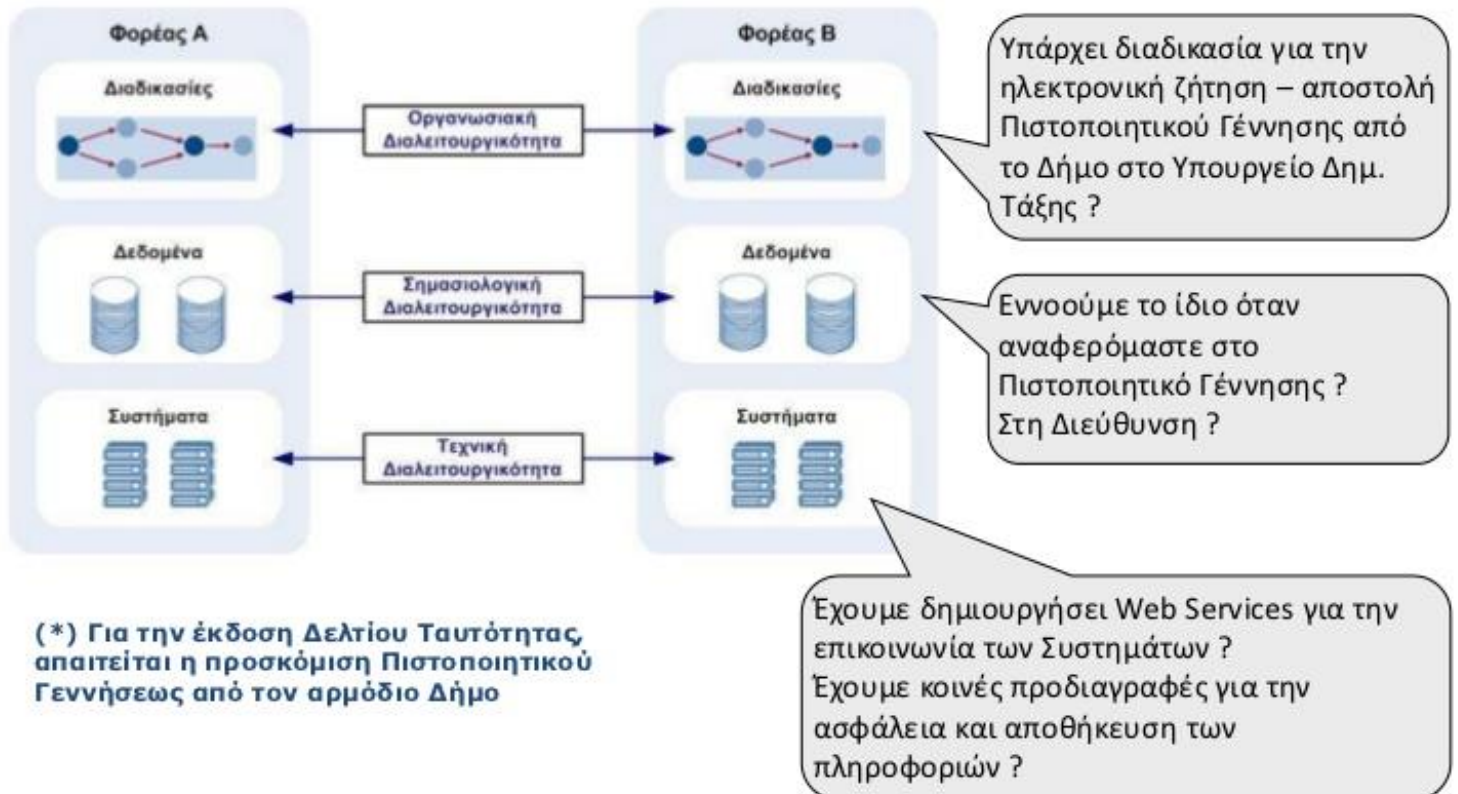 Φορέας Α
Διαδικασίες
Δεδομένα
Συστήματα
Οργανωσιακή
Διαλειτουργικότητα
Σημασιολογική
Διαλειτουργικότητα
Τεχνική
Διαλειτουργικότητα
Φορέας Β
Διαδικασίες
Δεδομένα
Συστήματα
Υπάρχει διαδικασία για την
ηλεκτρονική ζήτηση – αποστολή
Πιστοποιητικού Γέννησης από
το Δήμο στο Υπουργείο Δημ.
Τάξης ?
Εννοούμε το ίδιο όταν
αναφερόμαστε στο
Πιστοποιητικό Γέννησης ?
Στη Διεύθυνση ?
Έχουμε δημιουργήσει Web Services για την
επικοινωνία των Συστημάτων ?
Έχουμε κοινές προδιαγραφές για την
ασφάλεια και αποθήκευση των
πληροφοριών ?
(*) Για την έκδοση Δελτίου Ταυτότητας,
απαιτείται η προσκόμιση Πιστοποιητικού
Γεννήσεως από τον αρμόδιο Δήμο